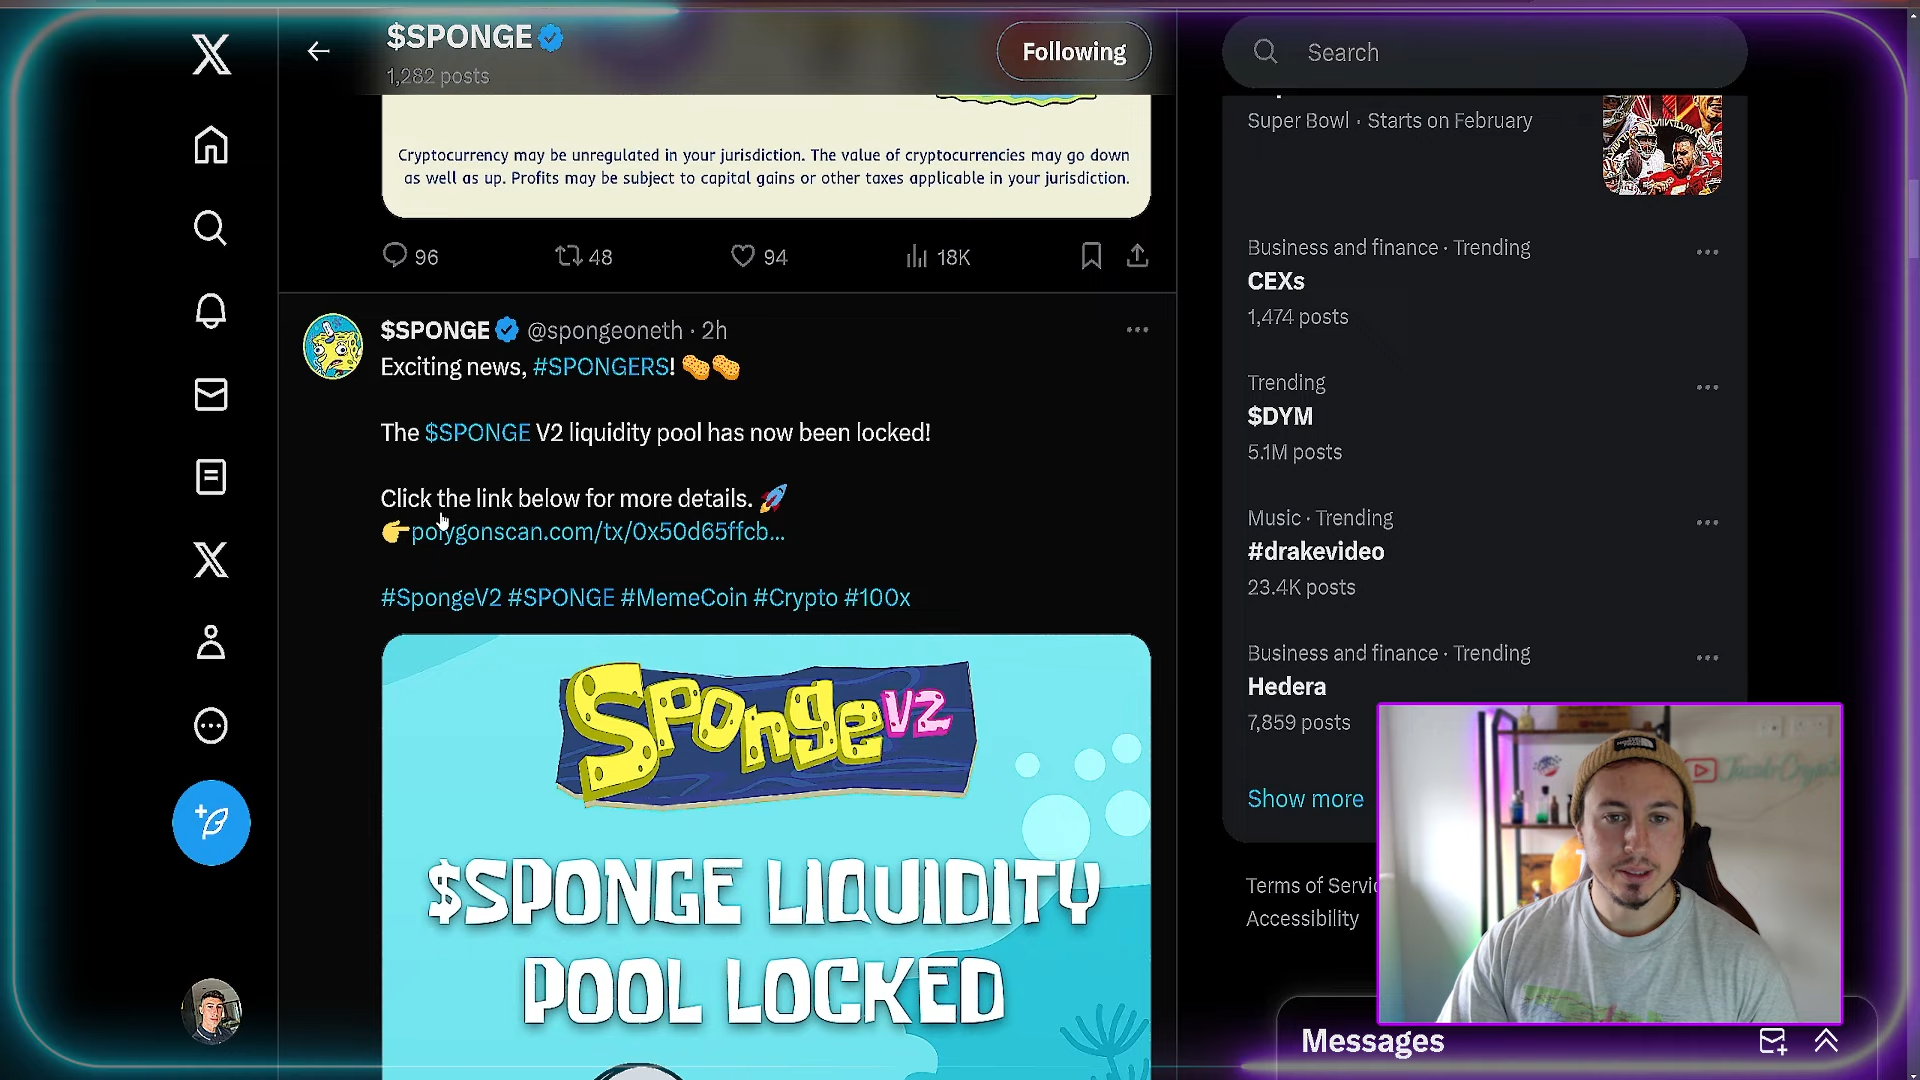 $SPONGE
1,282 posts
Following
Search
Cryptocurrency may be unregulated in your jurisdiction. The value of cryptocurrencies may go down
as well as up. Profits may be subject to capital gains or other taxes applicable in your jurisdiction.
96
48
94
18K
$SPONGE @spongeoneth · 2h
Exciting news, #SPONGERS!
The $SPONGE V2 liquidity pool has now been locked!
Click the link below for more details.
polygonscan.com/tx/0x50d65ffcb...
#SpongeV2 #SPONGE #MemeCoin #Crypto #100x
Sponge V2
$SPONGE LIQUIDITY
POOL LOCKED
Super Bowl · Starts on February
Business and finance · Trending
CEXs
1,474 posts
Trending
$DYM
5.1M posts
Music · Trending
#drakevideo
23.4K posts
Business and finance · Trending
Hedera
7,859 posts
Show more
Terms of Servic
Accessibility
Messages